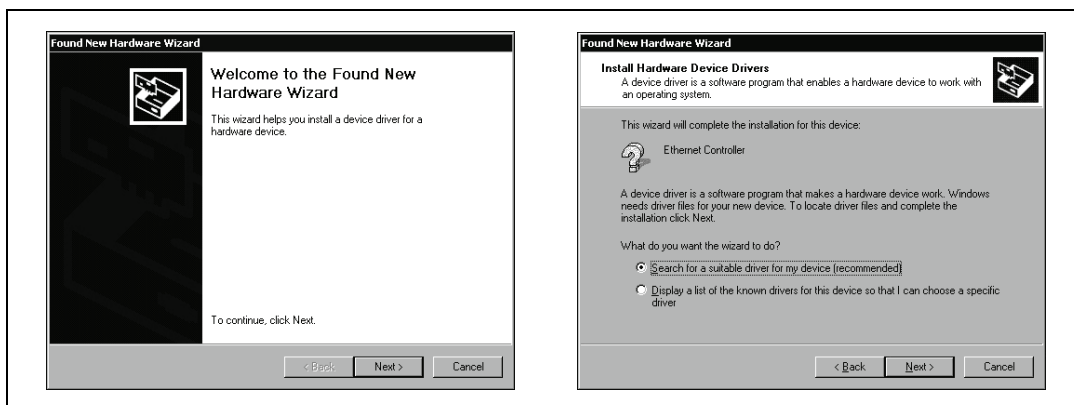 Found New Hardware Wizard
Welcome to the Found New
Hardware Wizard
This wizard helps you install a device driver for a
hardware device.
To continue, click Next.
< Back
Next >
Cancel
Found New Hardware Wizard
Install Hardware Device Drivers
A device driver is a software program that enables a hardware device to work with
an operating system.
This wizard will complete the installation for this device:
Ethernet Controller
A device driver is a software program that makes a hardware device work. Windows
needs driver files for your new device. To locate driver files and complete the
installation click Next.
What do you want the wizard to do?
Search for a suitable driver for my device (recommended)
Display a list of the known drivers for this device so that I can choose a specific
driver
< Back
Next >
Cancel